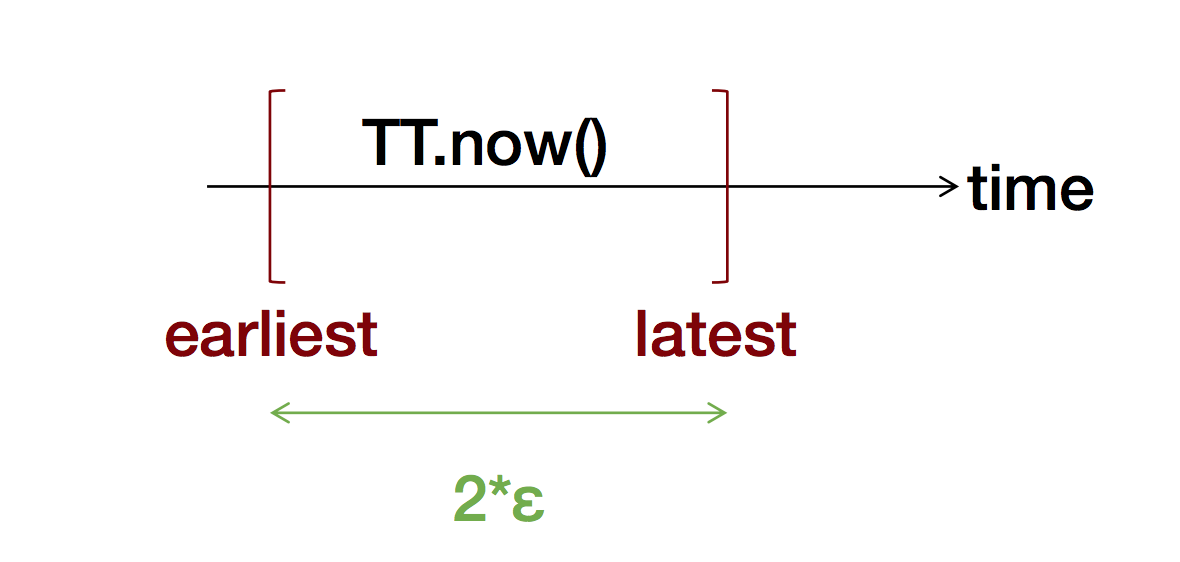 TT.now()
time
earliest
latest
2*ε